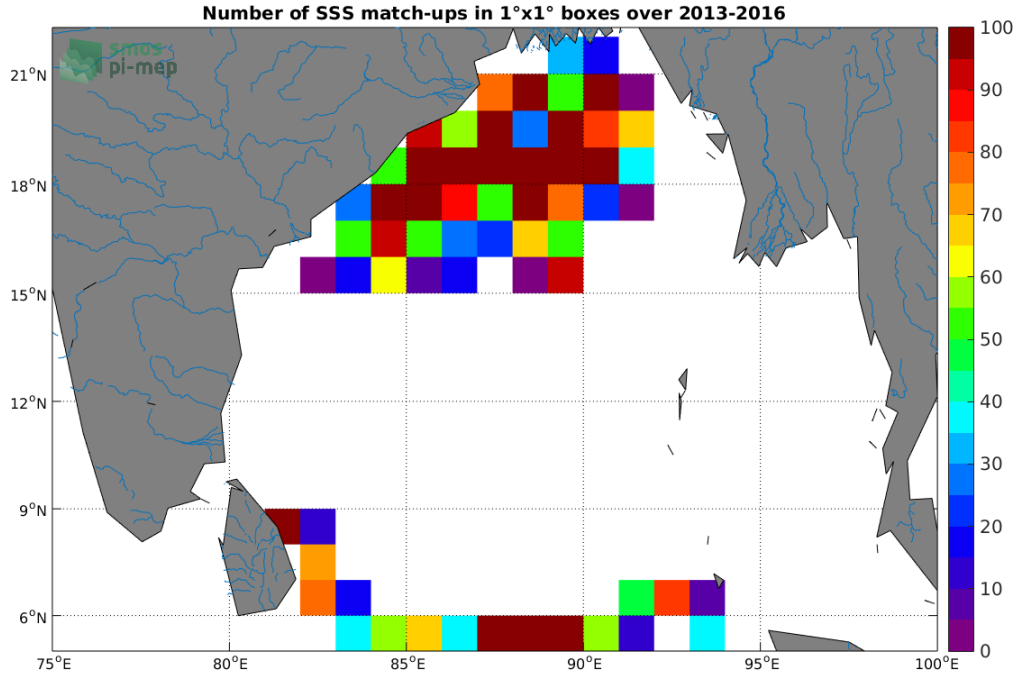 Number of SSS match-ups in 1°x1° boxes over 2013-2016
smos
pi-mep
21°N
18°N
15°N
12°N
9°N
6°N
75°E
80°E
85°E
90°E
95°E
100°E
100
90
80
70
60
50
40
30
20
10
0